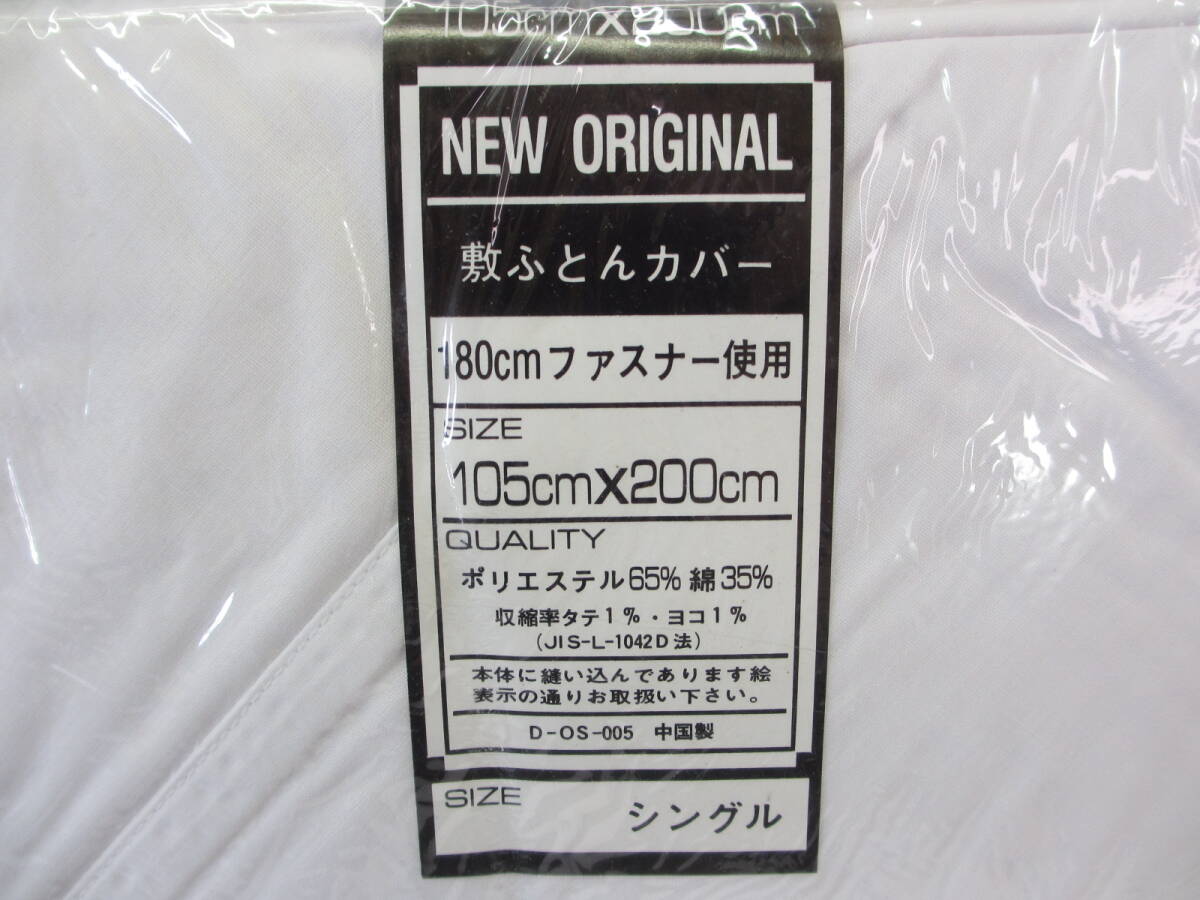 105cm×200cm
NEW ORIGINAL
敷ふとんカバー
180cmファスナー使用
SIZE
105cm×200cm
QUALITY
ポリエステル65% 綿35%
収縮率タテ1%・ヨコ1%
(JIS-L-1042D法)
本体に縫い込んであります絵
表示の通りお取扱い下さい。
D-OS-005 中国製
SIZE
シングル